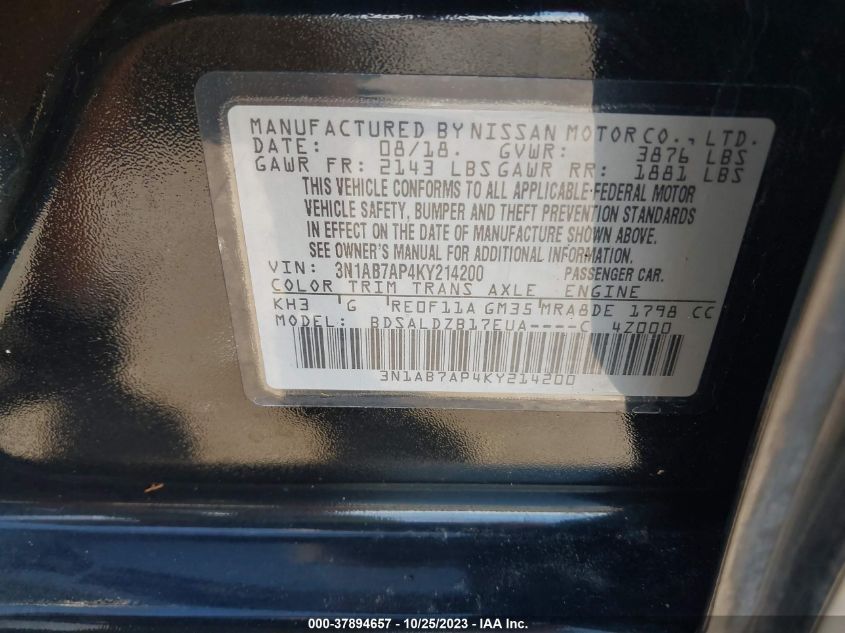 MANUFACTURED BY NISSAN MOTOR CO., LTD.
DATE: 08/18. GVWR: 3876 LBS
GAWR FR: 2143 LBS GAWR RR: 1881 LBS
THIS VEHICLE CONFORMS TO ALL APPLICABLE FEDERAL MOTOR
VEHICLE SAFETY, BUMPER AND THEFT PREVENTION STANDARDS
IN EFFECT ON THE DATE OF MANUFACTURE SHOWN ABOVE.
SEE OWNER'S MANUAL FOR ADDITIONAL INFORMATION.
VIN: 3N1AB7AP4KY214200 PASSENGER CAR.
COLOR TRIM TRANS AXLE ENGINE
KH3 G RE0F11A GM35 MRA8DE 1798 CC
MODEL: BDSALDZB17EUA----C 4Z000
3N1AB7AP4KY214200
000-37894657 - 10/25/2023 - IAA Inc.